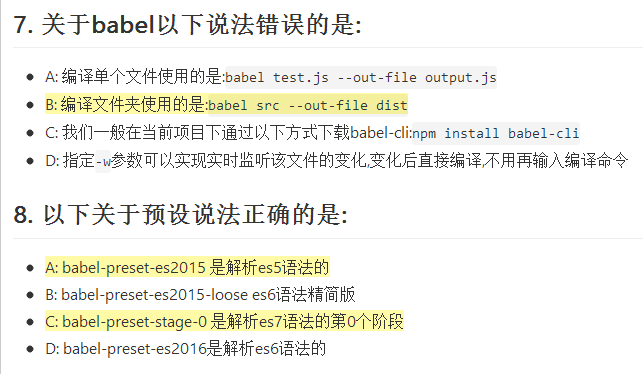 7. 关于babel以下说法错误的是:
A: 编译单个文件使用的是:babel test.js --out-file output.js
B: 编译文件夹使用的是:babel src --out-file dist
C: 我们一般在当前项目下通过以下方式下载babel-cli:npm install babel-cli
D: 指定-w参数可以实现实时监听该文件的变化,变化后直接编译,不用再输入编译命令
8. 以下关于预设说法正确的是:
A: babel-preset-es2015 是解析es5语法的
B: babel-preset-es2015-loose es6语法精简版
C: babel-preset-stage-0 是解析es7语法的第0个阶段
D: babel-preset-es2016是解析es6语法的